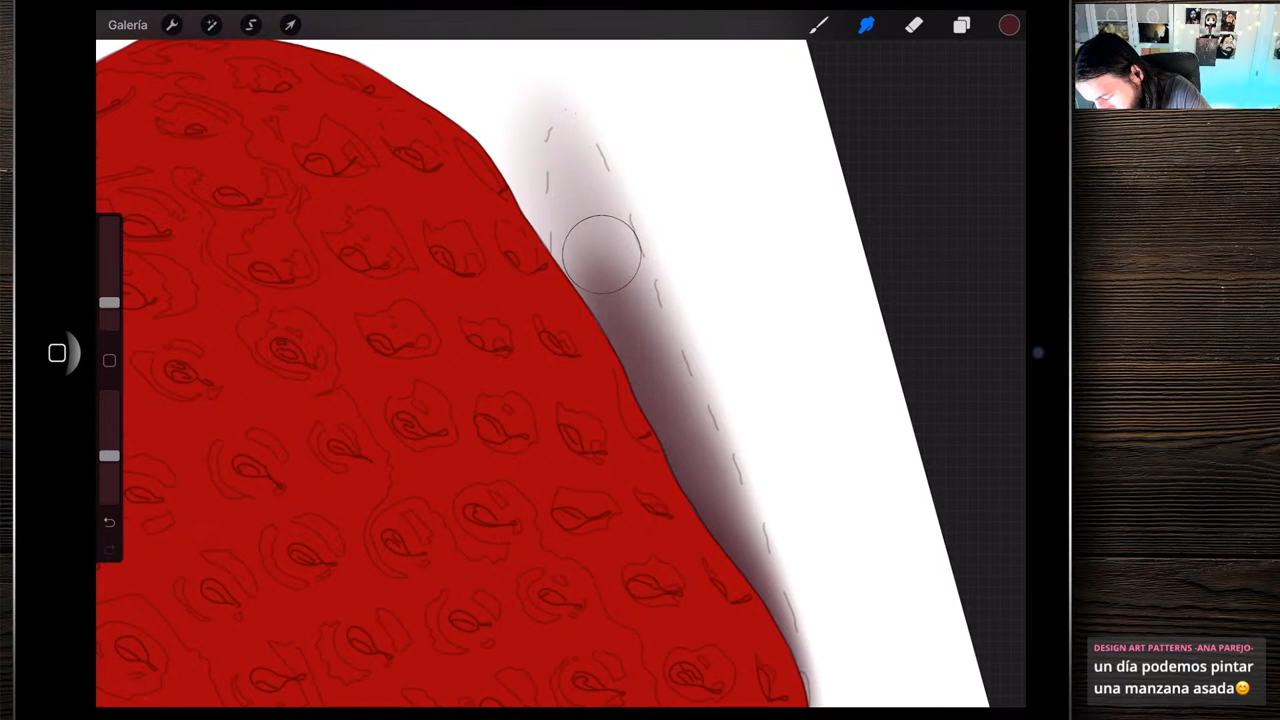 Galería
DESIGN ART PATTERNS -ANA PAREJO-
un día podemos pintar
una manzana asada😊